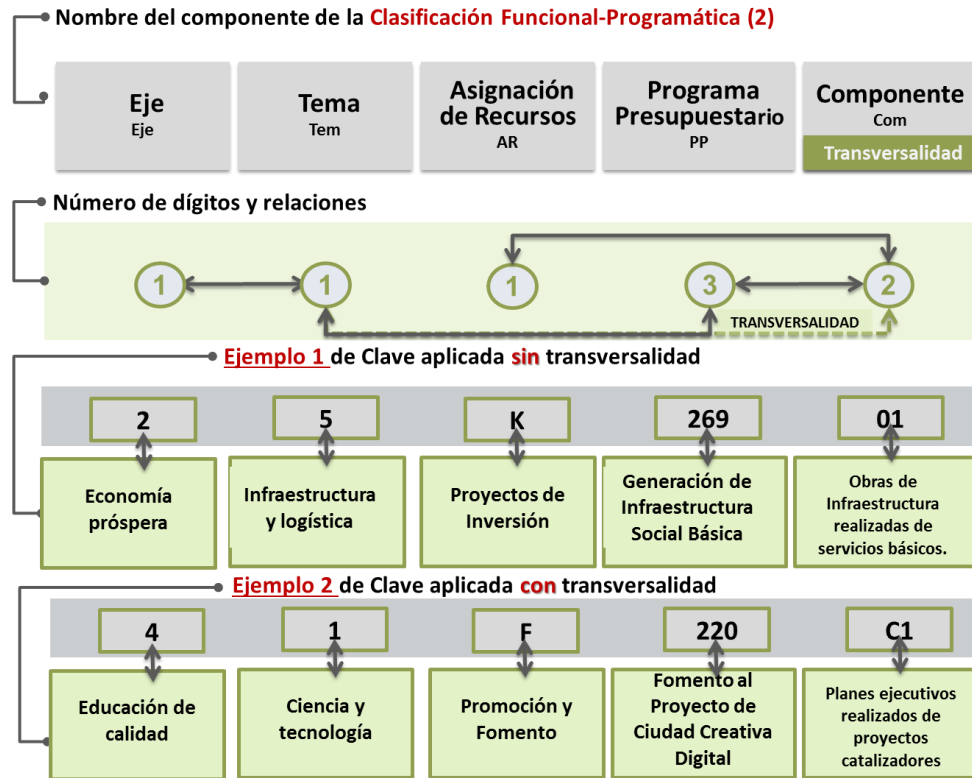 Nombre del componente de la Clasificación Funcional-Programática (2)
Eje
Eje
Tema
Tem
Asignación
de Recursos
AR
Programa
Presupuestario
PP
Componente
Com
Transversalidad
Número de dígitos y relaciones
1
1
1
3
2
TRANSVERSALIDAD
Ejemplo 1 de Clave aplicada sin transversalidad
2
5
K
269
01
Economía
próspera
Infraestructura
y logística
Proyectos de
Inversión
Generación de
Infraestructura
Social Básica
Obras de
Infraestructura
realizadas de
servicios básicos.
Ejemplo 2 de Clave aplicada con transversalidad
4
1
F
220
C1
Educación de
calidad
Ciencia y
tecnología
Promoción y
Fomento
Fomento al
Proyecto de
Ciudad Creativa
Digital
Planes ejecutivos
realizados de
proyectos
catalizadores